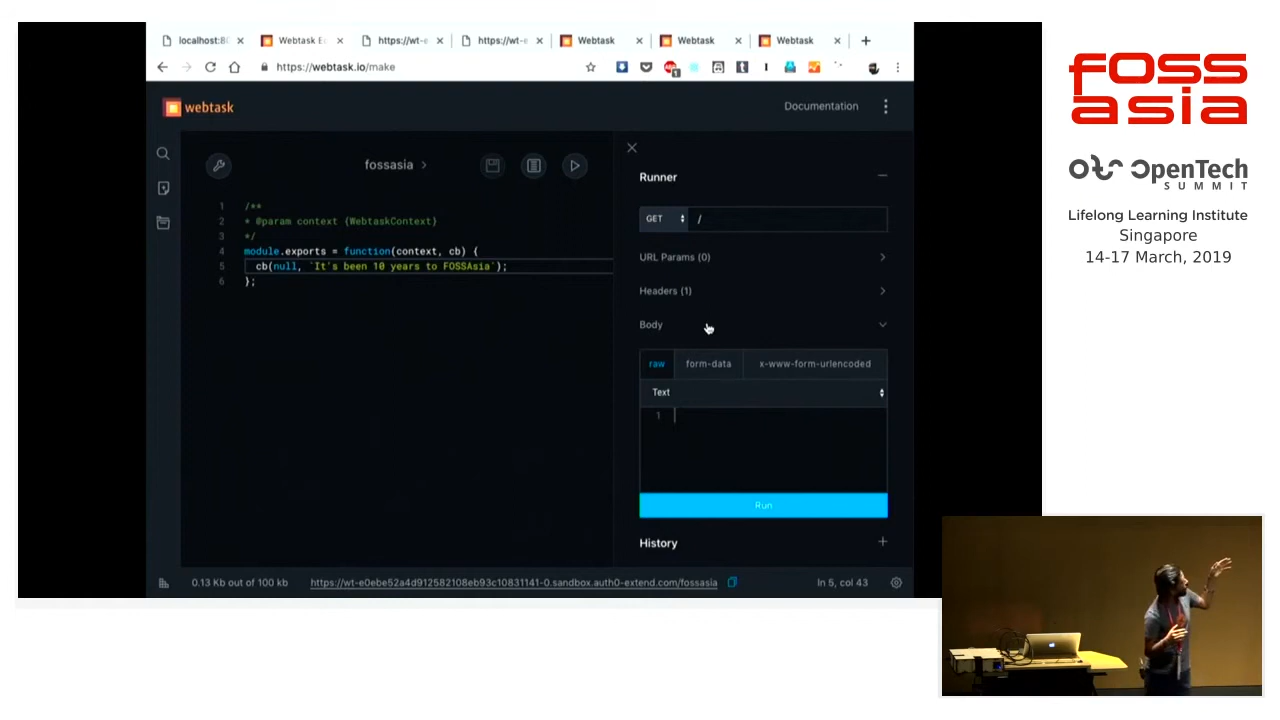 localhost:8
Webtask E
https://wt-e
https://wt-e
Webtask
Webtask
Webtask
https://webtask.io/make
webtask
Documentation
fossasia
1 /**
2 * @param context {WebtaskContext}
3 */
4 module.exports = function(context, cb) {
5 cb(null, `It's been 10 years to FOSSAsia`);
6 };
Runner
GET /
URL Params (0)
Headers (1)
Body
raw form-data x-www-form-urlencoded
Text
1
Run
History
0.13 Kb out of 100 kb
https://wt-e0ebe52a4d912582108eb93c10831141-0.sandbox.auth0-extend.com/fossasia
ln 5, col 43
FOSS
asia
OpenTech
SUMMIT
Lifelong Learning Institute
Singapore
14-17 March, 2019